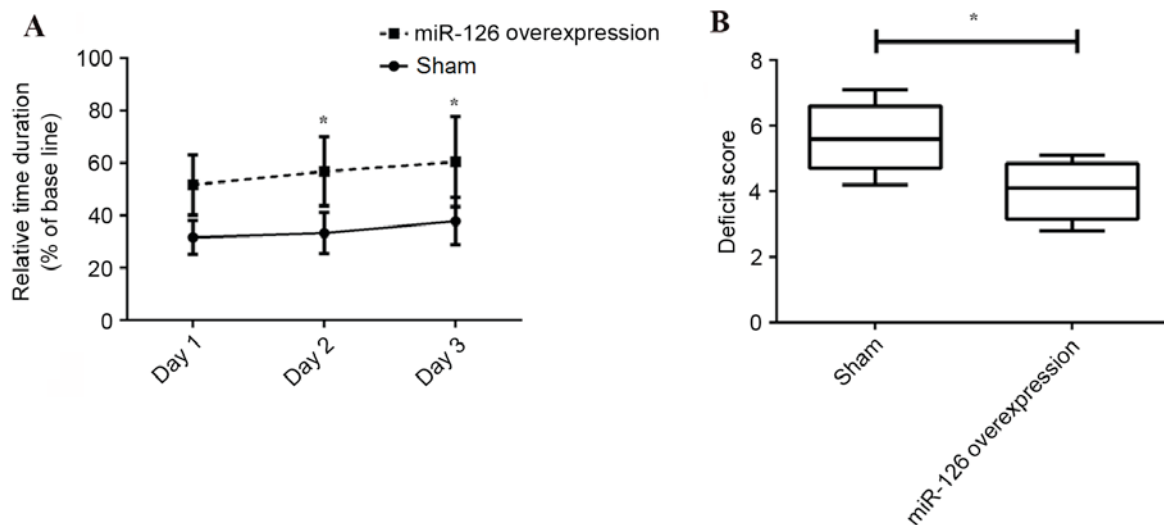 A
miR-126 overexpression
Sham
Relative time duration
(% of base line)
100
80
60
40
20
0
*
*
Day 1
Day 2
Day 3
B
*
Deficit score
8
6
4
2
0
Sham
miR-126 overexpression